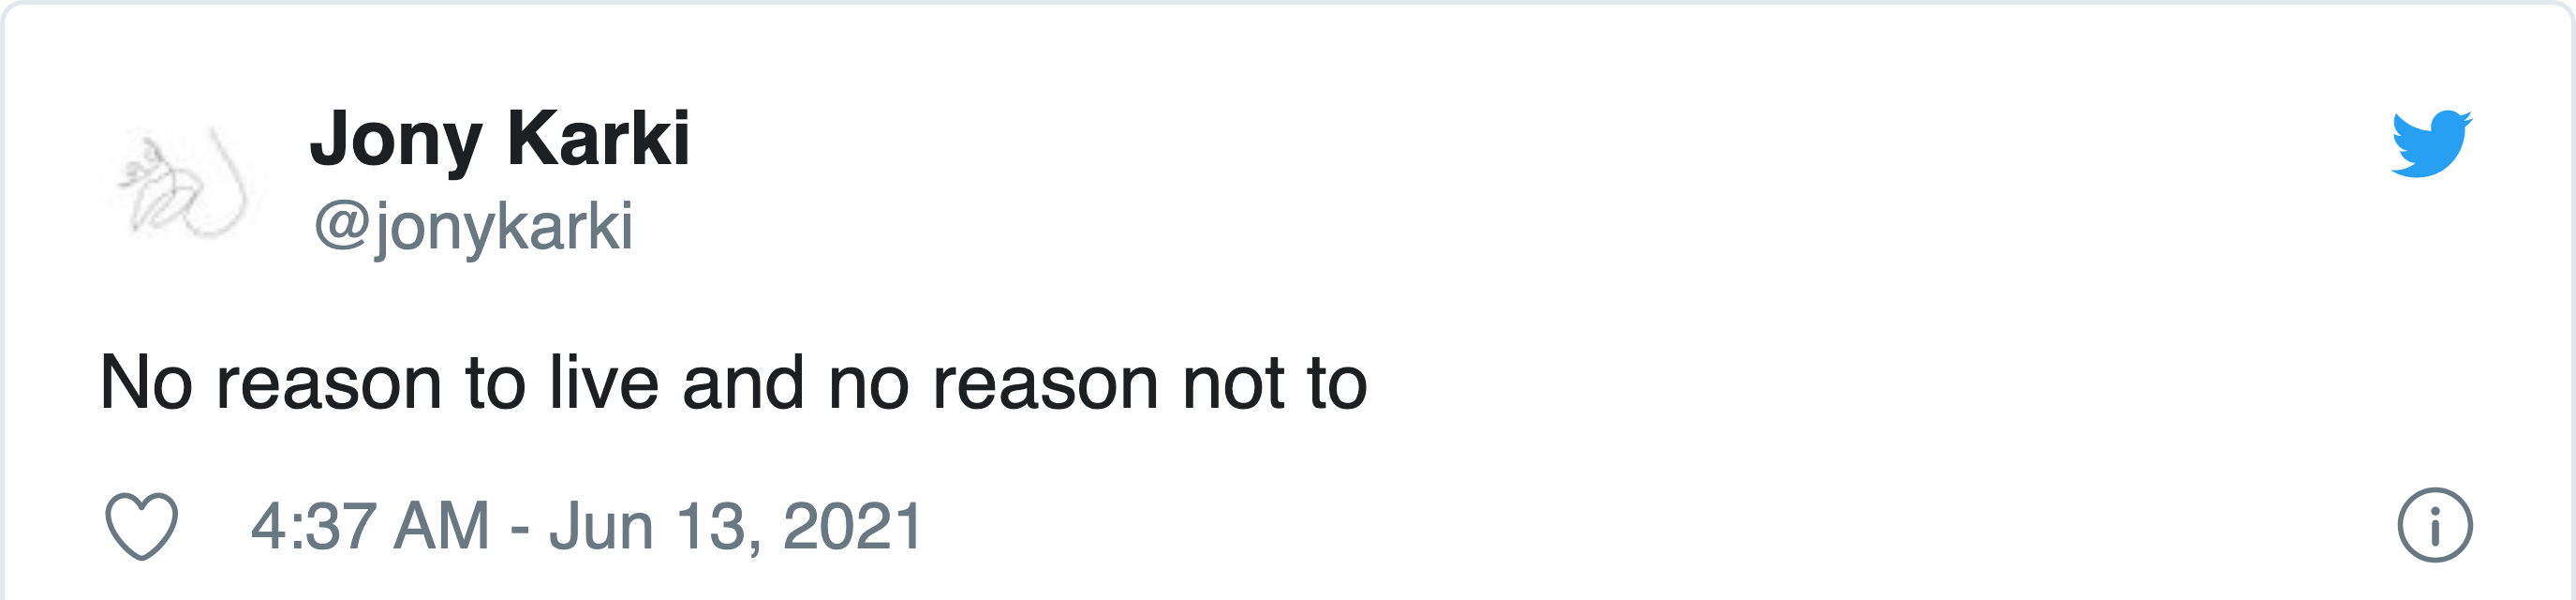 Jony Karki
@jonykarki
No reason to live and no reason not to
4:37 AM - Jun 13, 2021